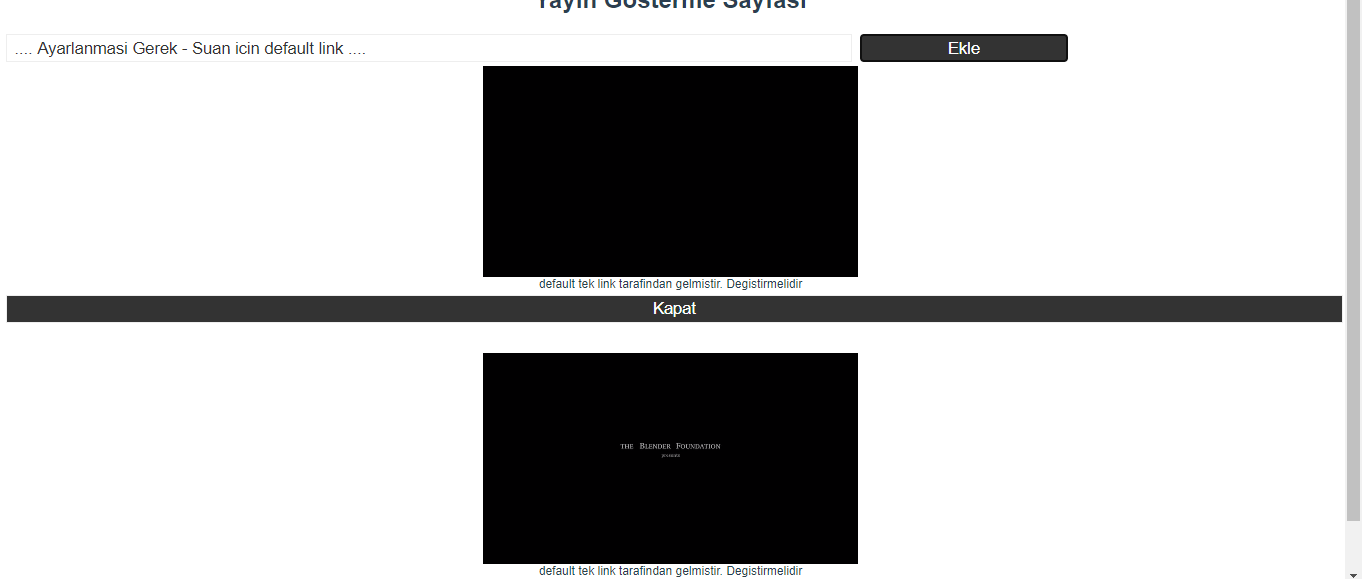 Yayin Gosterme Sayfasi
.... Ayarlanmasi Gerek - Suan icin default link ....
Ekle
default tek link tarafindan gelmistir. Degistirmelidir
Kapat
THE BLENDER FOUNDATION
presents
default tek link tarafindan gelmistir. Degistirmelidir